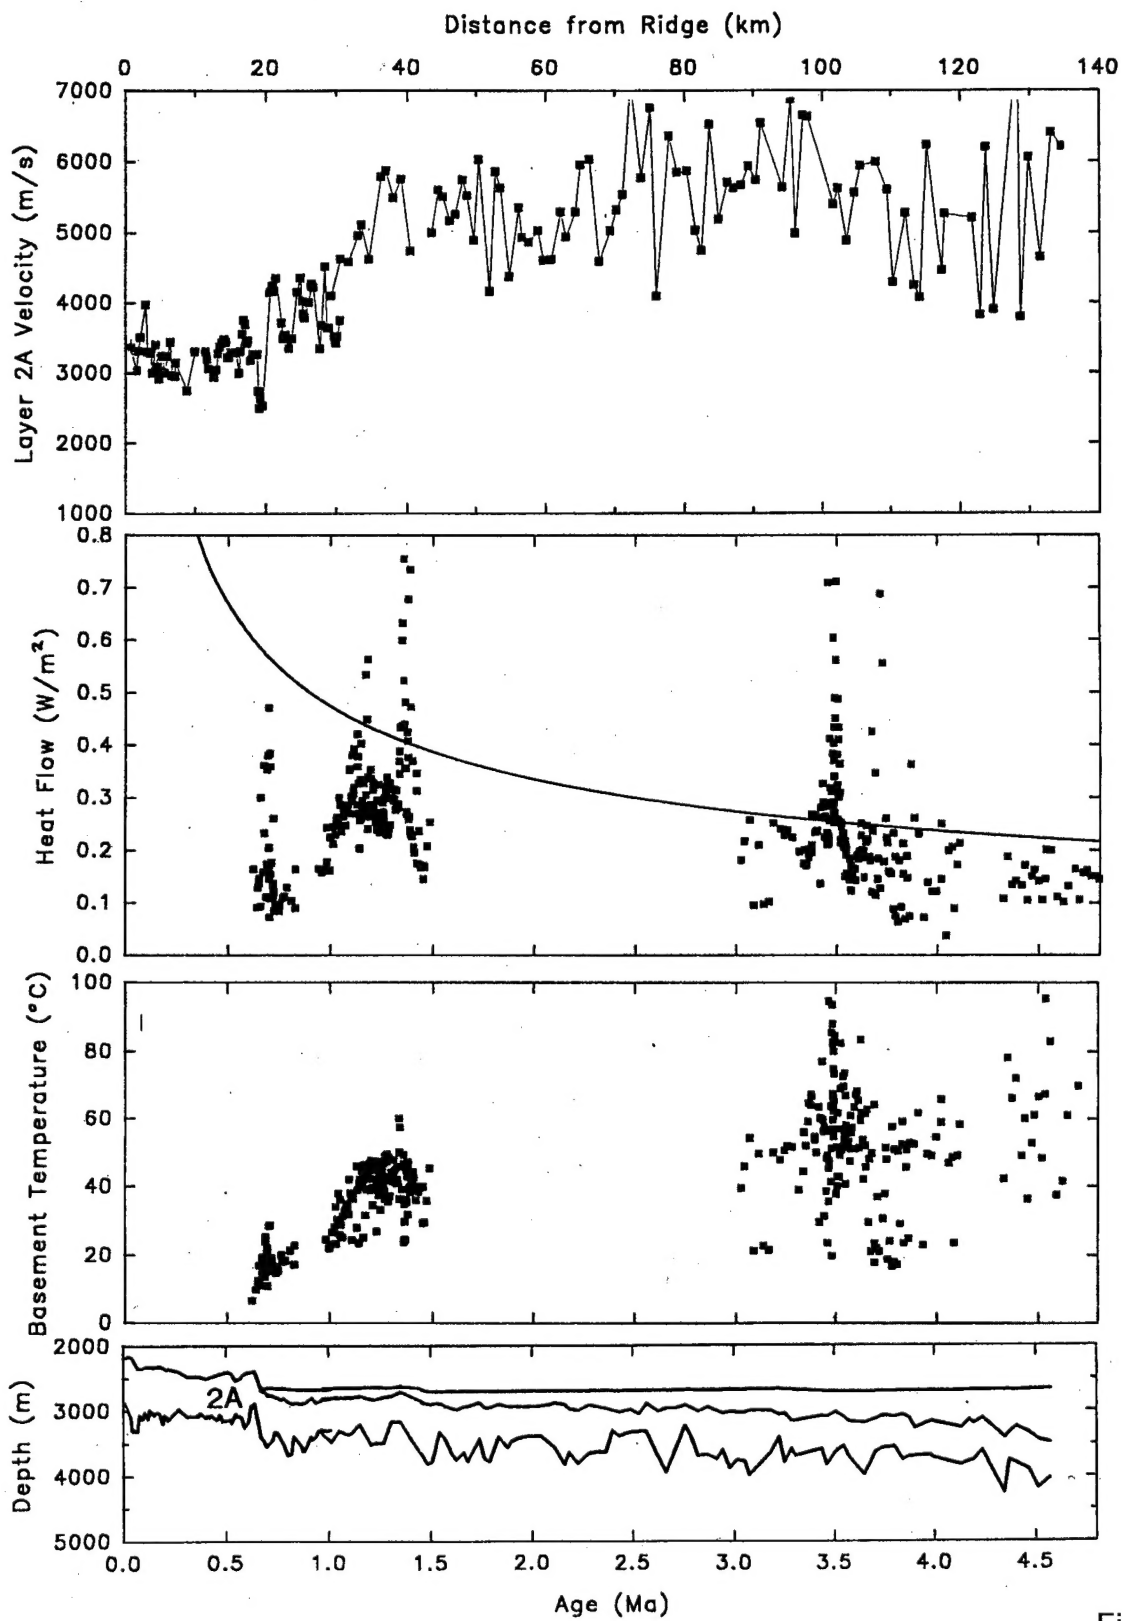 Distance from Ridge (km)
0 20 40 60 80 100 120 140
Layer 2A Velocity (m/s)
7000
6000
5000
4000
3000
2000
1000
Heat Flow (W/m²)
0.8
0.7
0.6
0.5
0.4
0.3
0.2
0.1
0.0
Basement Temperature (°C)
100
80
60
40
20
0
Depth (m)
2000
3000
4000
5000
2A
0.0 0.5 1.0 1.5 2.0 2.5 3.0 3.5 4.0 4.5
Age (Ma)